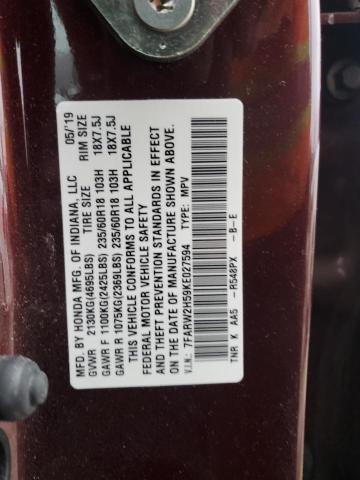 MFD. BY HONDA MFG. OF INDIANA, LLC 05/'19
GVWR 2130KG(4695LBS) TIRE SIZE RIM SIZE
GAWR F 1100KG(2425LBS) 235/60R18 103H 18X7.5J
GAWR R 1075KG(2369LBS) 235/60R18 103H 18X7.5J
THIS VEHICLE CONFORMS TO ALL APPLICABLE
FEDERAL MOTOR VEHICLE SAFETY
AND THEFT PREVENTION STANDARDS IN EFFECT
ON THE DATE OF MANUFACTURE SHOWN ABOVE.
V.I.N.: 7FARW2H59KE027594 TYPE: MPV
TNR K AA5 - R548PX -B-E